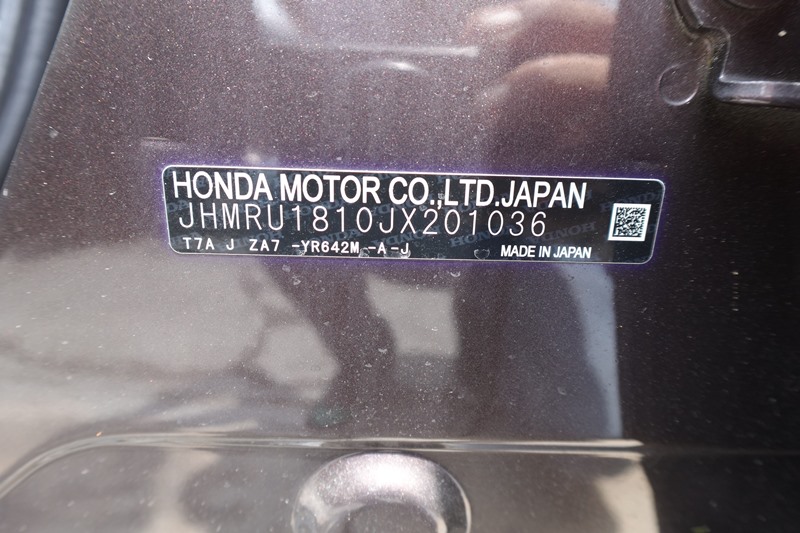 HONDA MOTOR CO.,LTD.JAPAN
JHMRU1810JX201036
T7A J ZA7 -YR642M -A-J
MADE IN JAPAN